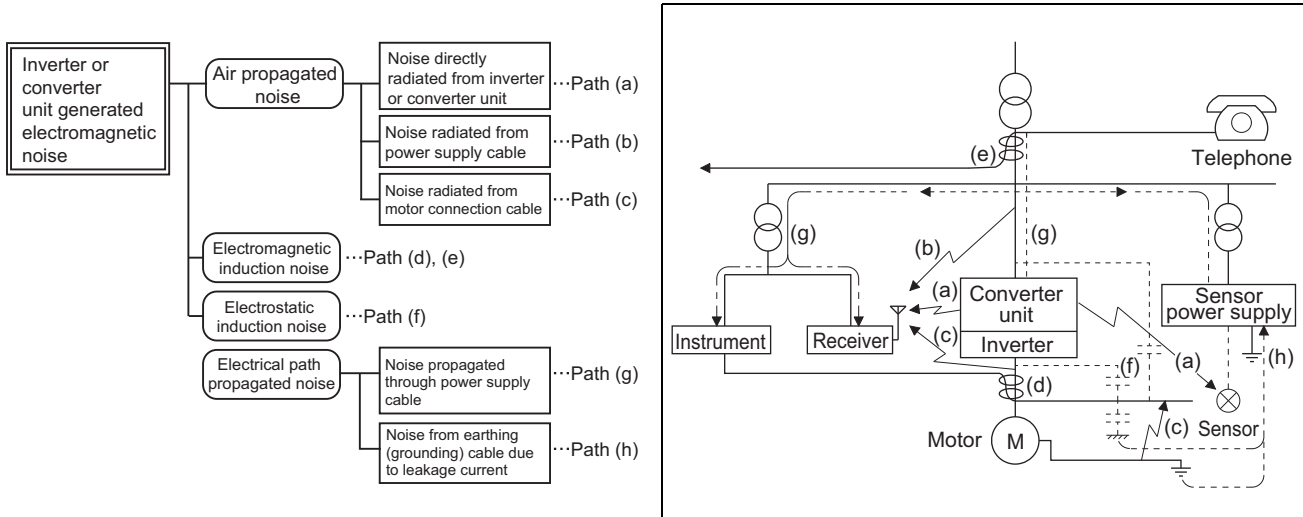 Inverter or
converter
unit generated
electromagnetic
noise
Air propagated
noise
Noise directly
radiated from inverter
or converter unit
···Path (a)
Noise radiated from
power supply cable
···Path (b)
Noise radiated from
motor connection cable
···Path (c)
Electromagnetic
induction noise
···Path (d), (e)
Electrostatic
induction noise
···Path (f)
Electrical path
propagated noise
Noise propagated
through power supply
cable
···Path (g)
Noise from earthing
(grounding) cable due
to leakage current
···Path (h)
Telephone
(e)
(g)
(g)
(b)
(a)
Converter
unit
Inverter
Sensor
power supply
Instrument
Receiver
(c)
(f)
(a)
(h)
(d)
Sensor
(c)
Motor
M